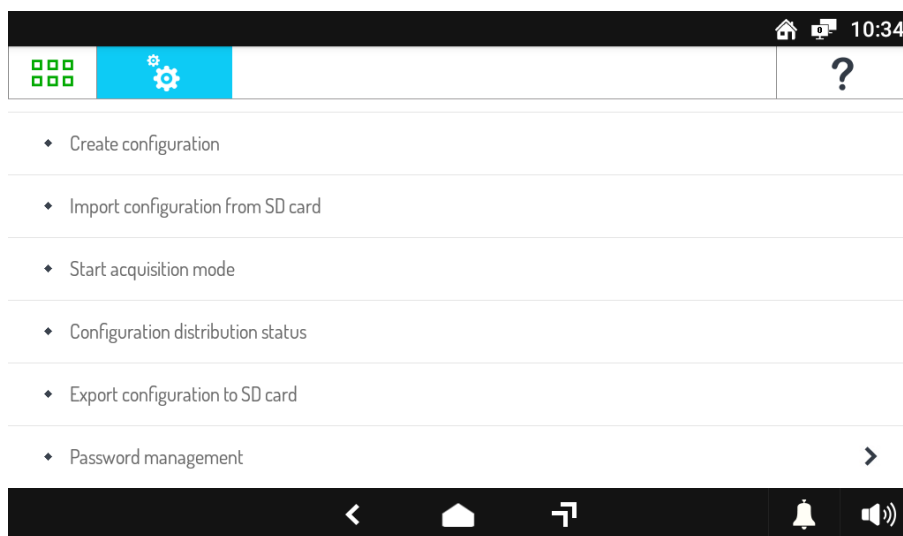 10:34
?
Create configuration
Import configuration from SD card
Start acquisition mode
Configuration distribution status
Export configuration to SD card
Password management